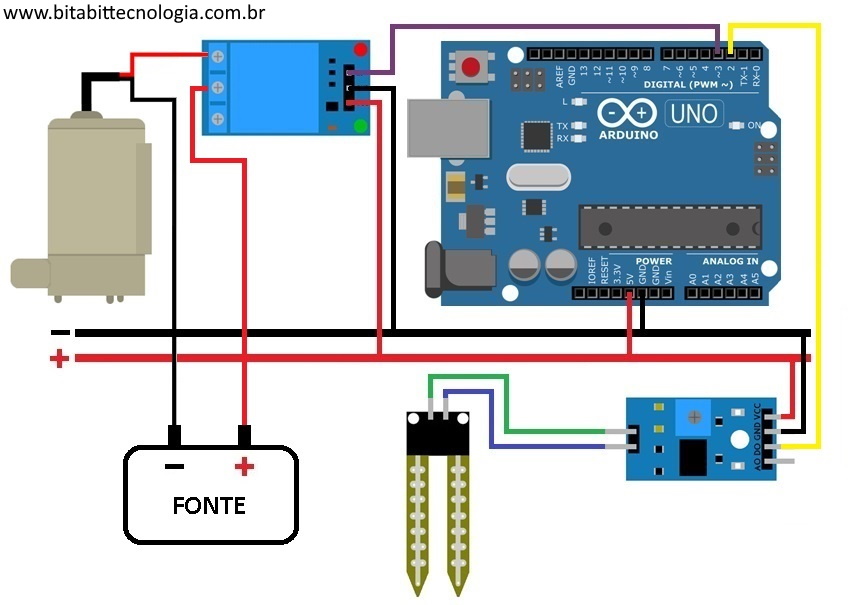 www.bitabittecnologia.com.br
AREF
GND
13
12
~11
~10
~9
8
7
~6
~5
4
~3
2
TX-1
RX-0
DIGITAL (PWM ~)
L
TX
RX
ARDUINO
UNO
ON
POWER
ANALOG IN
IOREF
RESET
3.3V
5V
GND
GND
Vin
A0
A1
A2
A3
A4
A5
−
+
AO DO GND VCC
− +
FONTE